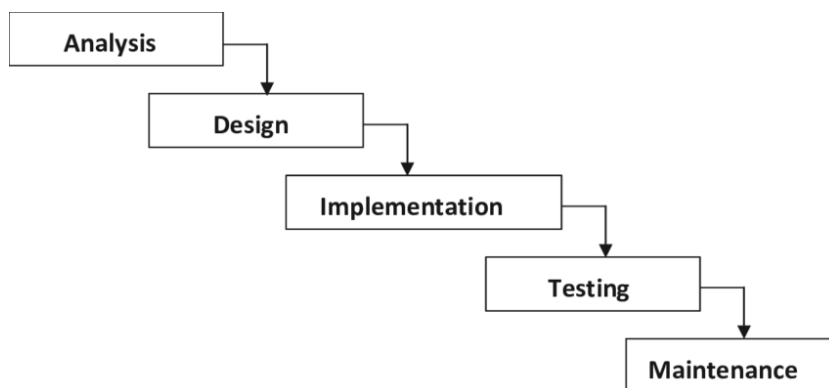 Analysis
Design
Implementation
Testing
Maintenance